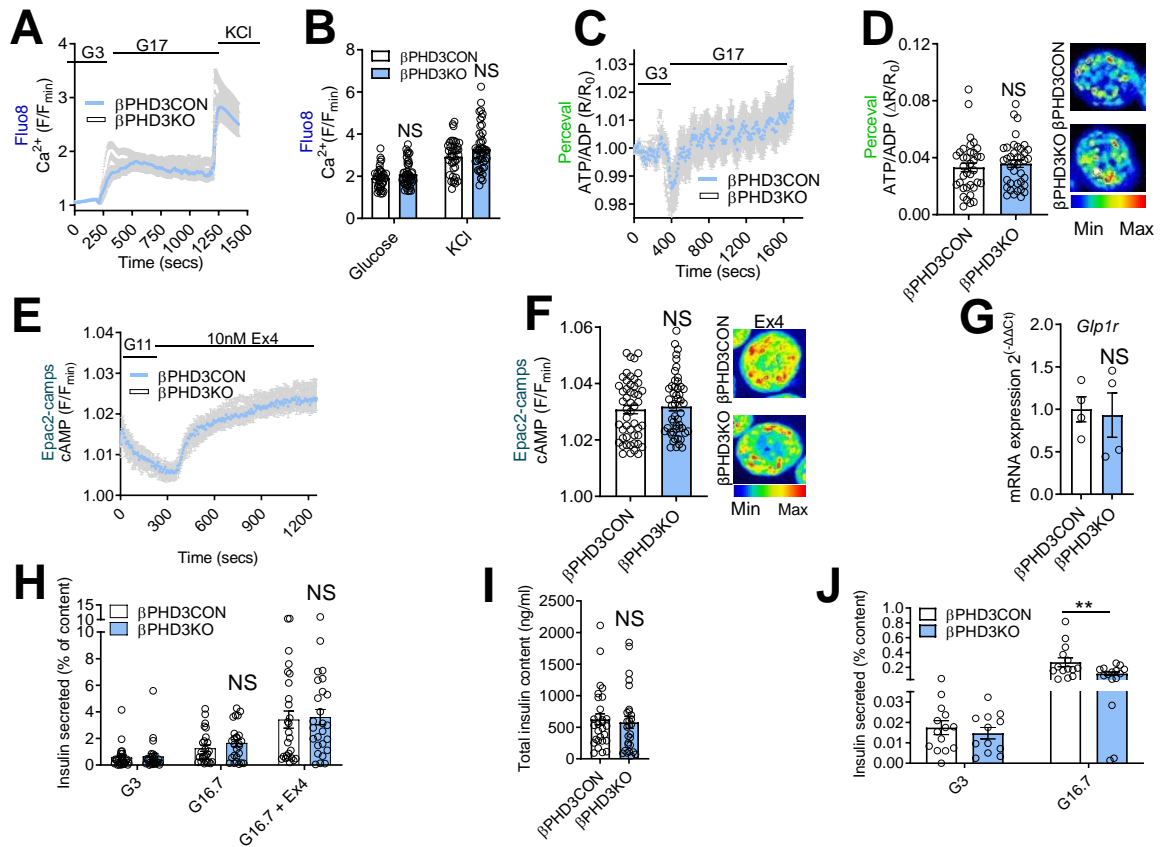 A
Fluo8
Ca²⁺ (F/Fmin)
G3
G17
KCl
βPHD3CON
βPHD3KO
4
3
2
1
0
250
500
750
1000
1250
1500
Time (secs)
B
Fluo8
Ca²⁺(F/Fmin)
βPHD3CON
βPHD3KO
NS
NS
8
6
4
2
0
Glucose
KCl
C
Perceval
ATP/ADP (R/R₀)
G3
G17
1.03
1.02
1.01
1.00
0.99
0.98
βPHD3CON
βPHD3KO
0
400
800
1200
1600
Time (secs)
D
Perceval
ATP/ADP (ΔR/R₀)
0.12
0.08
0.04
0.00
NS
βPHD3CON
βPHD3KO
βPHD3CON
βPHD3KO
Min Max
E
Epac2-camps
cAMP (F/Fmin)
1.04
1.03
1.02
1.01
1.00
G11
10nM Ex4
βPHD3CON
βPHD3KO
0
300
600
900
1200
Time (secs)
F
Epac2-camps
cAMP (F/Fmin)
1.06
1.04
1.02
1.00
NS
βPHD3CON
βPHD3KO
Ex4
βPHD3CON
βPHD3KO
Min Max
G
mRNA expression 2^(-ΔΔCt)
Glp1r
NS
2.0
1.5
1.0
0.5
0.0
βPHD3CON
βPHD3KO
H
Insulin secreted (% of content)
15
10
10
8
6
4
2
0
βPHD3CON
βPHD3KO
NS
NS
G3
G16.7
G16.7 + Ex4
I
Total insulin content (ng/ml)
2500
2000
1500
1000
500
0
NS
βPHD3CON
βPHD3KO
J
Insulin secreted (% content)
1.0
0.8
0.6
0.4
0.2
0.03
0.02
0.01
0.00
βPHD3CON
βPHD3KO
**
G3
G16.7